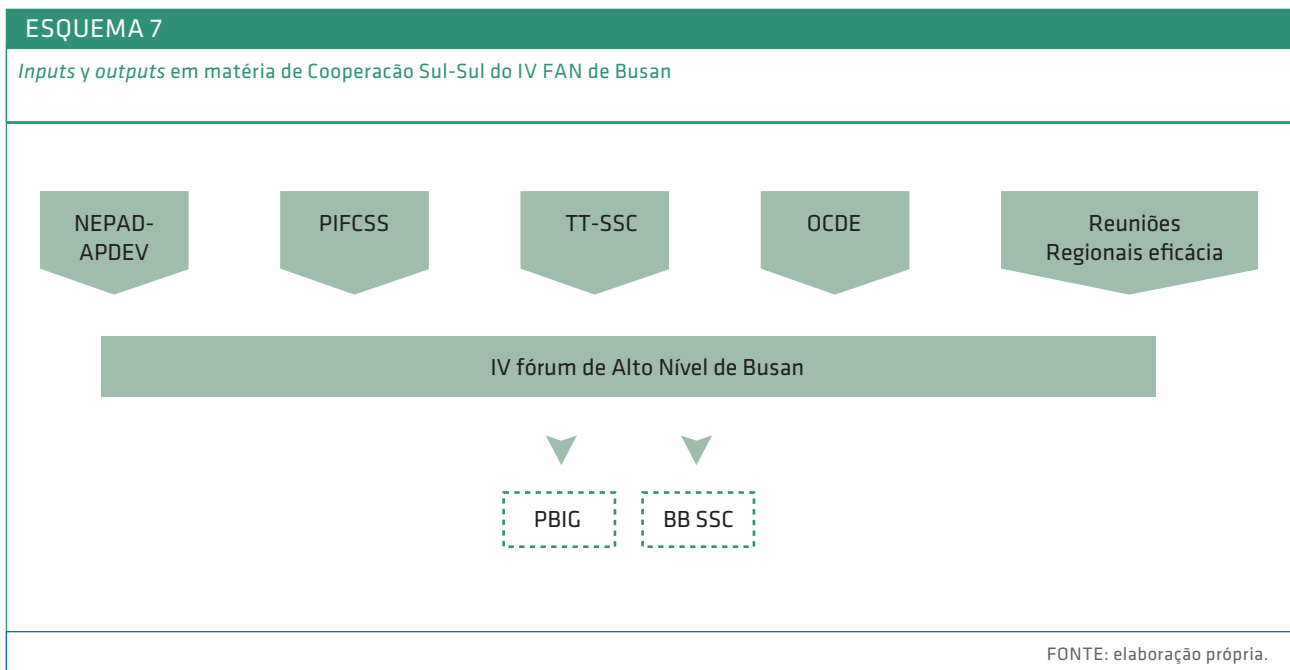 ESQUEMA 7
Inputs y outputs em matéria de Cooperacão Sul-Sul do IV FAN de Busan
NEPAD-
APDEV
PIFCSS
TT-SSC
OCDE
Reuniões
Regionais eficácia
IV fórum de Alto Nível de Busan
PBIG
BB SSC
FONTE: elaboração própria.